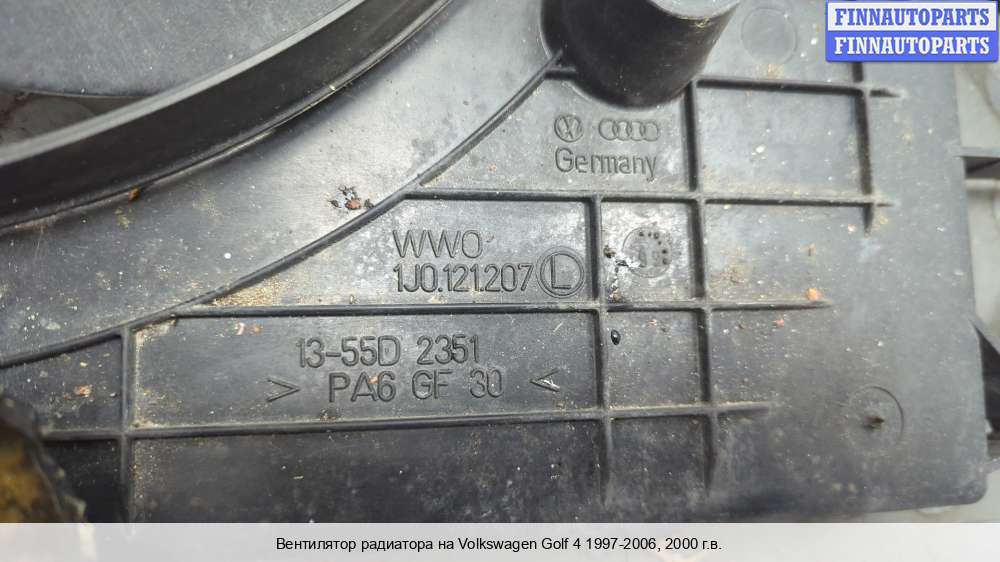 FINNAUTOPARTS
FINNAUTOPARTS
Germany
WWO
1J0.121.207 L
13-55D 2351
> PA6 GF 30 <
Вентилятор радиатора на Volkswagen Golf 4 1997-2006, 2000 г.в.